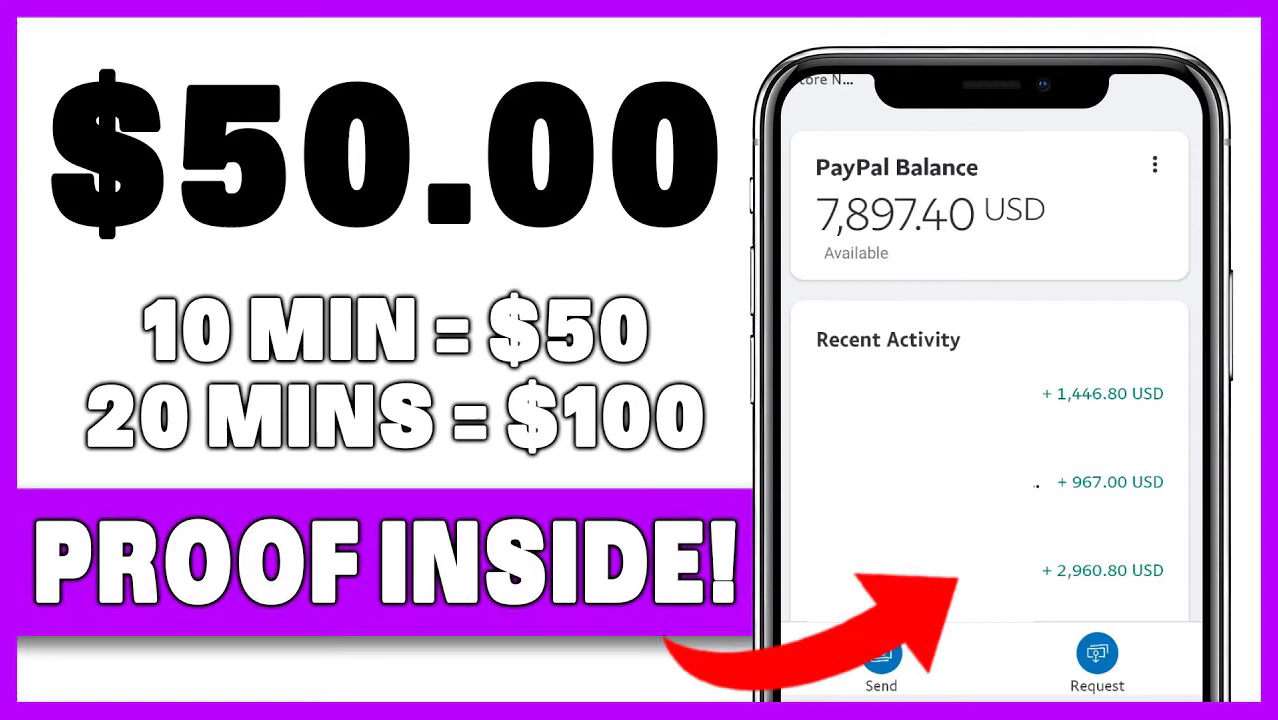 $50.00
10 MIN = $50
20 MINS = $100
PROOF INSIDE!
ore N...
PayPal Balance
7,897.40 USD
Available
Recent Activity
+ 1,446.80 USD
+ 967.00 USD
+ 2,960.80 USD
Send
Request